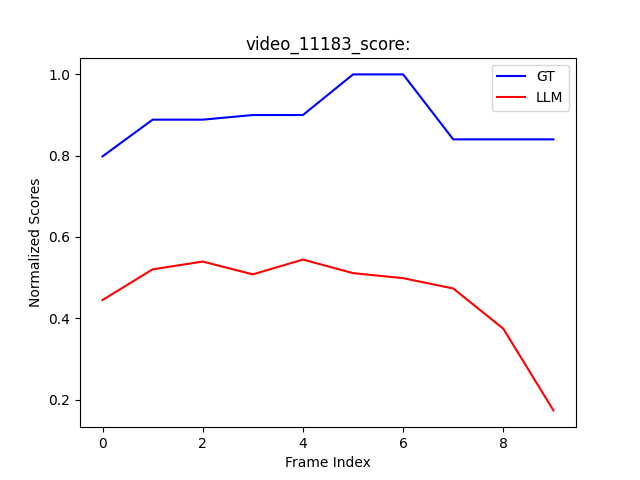 video_11183_score:
GT
LLM
Normalized Scores
1.0
0.8
0.6
0.4
0.2
0 2 4 6 8
Frame Index